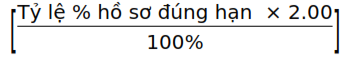 [Tỷ lệ % hồ sơ đúng hạn × 2.00
100%]